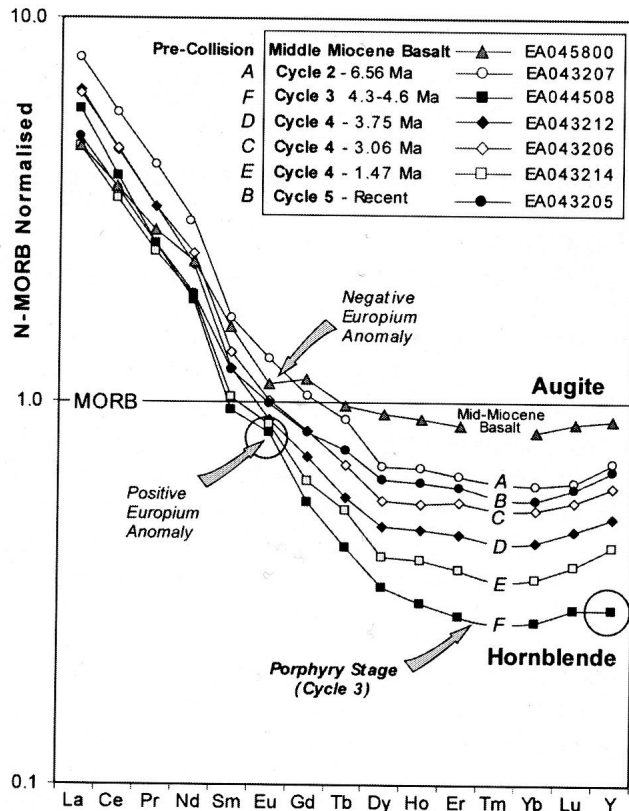 10.0
Pre-Collision Middle Miocene Basalt EA045800
A Cycle 2 - 6.56 Ma EA043207
F Cycle 3 4.3-4.6 Ma EA044508
D Cycle 4 - 3.75 Ma EA043212
C Cycle 4 - 3.06 Ma EA043206
E Cycle 4 - 1.47 Ma EA043214
B Cycle 5 - Recent EA043205
N-MORB Normalised
Negative
Europium
Anomaly
Augite
1.0
MORB
Mid-Miocene
Basalt
A
B
C
D
E
F
Positive
Europium
Anomaly
Porphyry Stage
(Cycle 3)
Hornblende
0.1
La Ce Pr Nd Sm Eu Gd Tb Dy Ho Er Tm Yb Lu Y